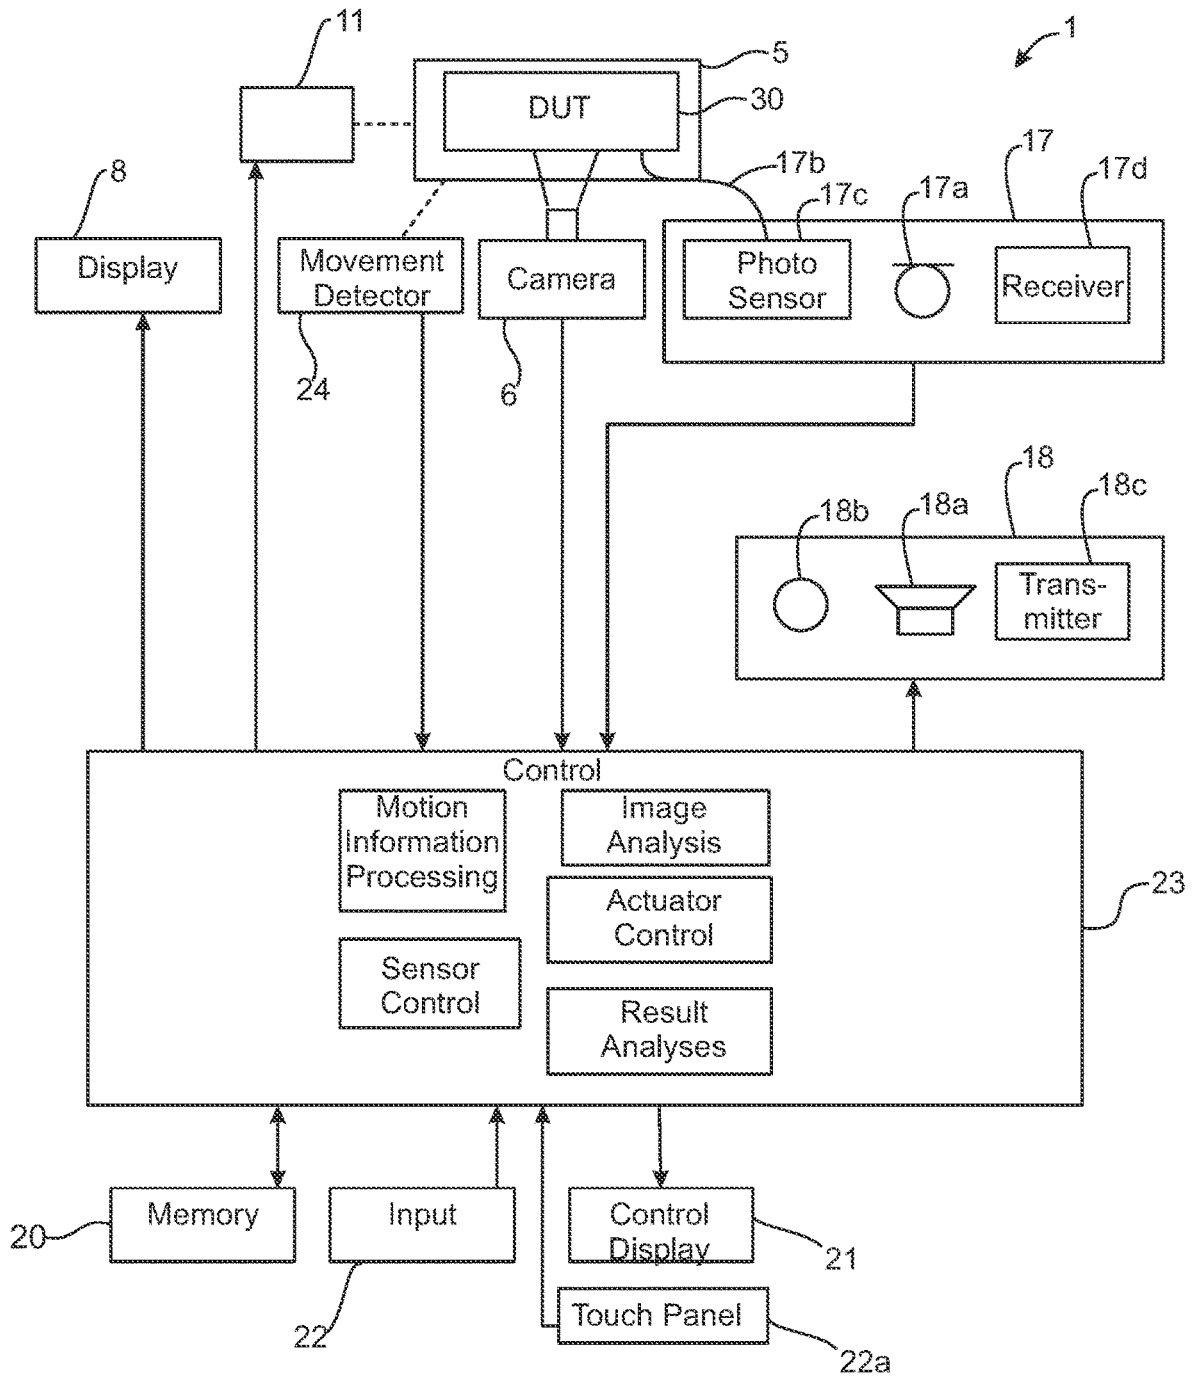 11
1
5
DUT
30
17b
17
8
17c
17a
17d
Display
Movement
Detector
Camera
Photo
Sensor
Receiver
24
6
18
18b
18a
18c
Trans-
mitter
Control
Motion
Information
Processing
Image
Analysis
Actuator
Control
23
Sensor
Control
Result
Analyses
Memory
Input
Control
Display
20
21
22
Touch Panel
22a